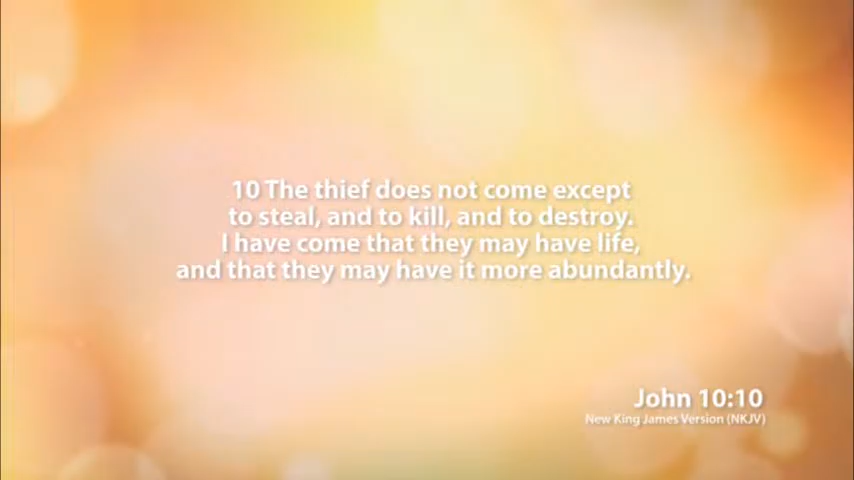 10 The thief does not come except
to steal, and to kill, and to destroy.
I have come that they may have life,
and that they may have it more abundantly.
John 10:10
New King James Version (NKJV)